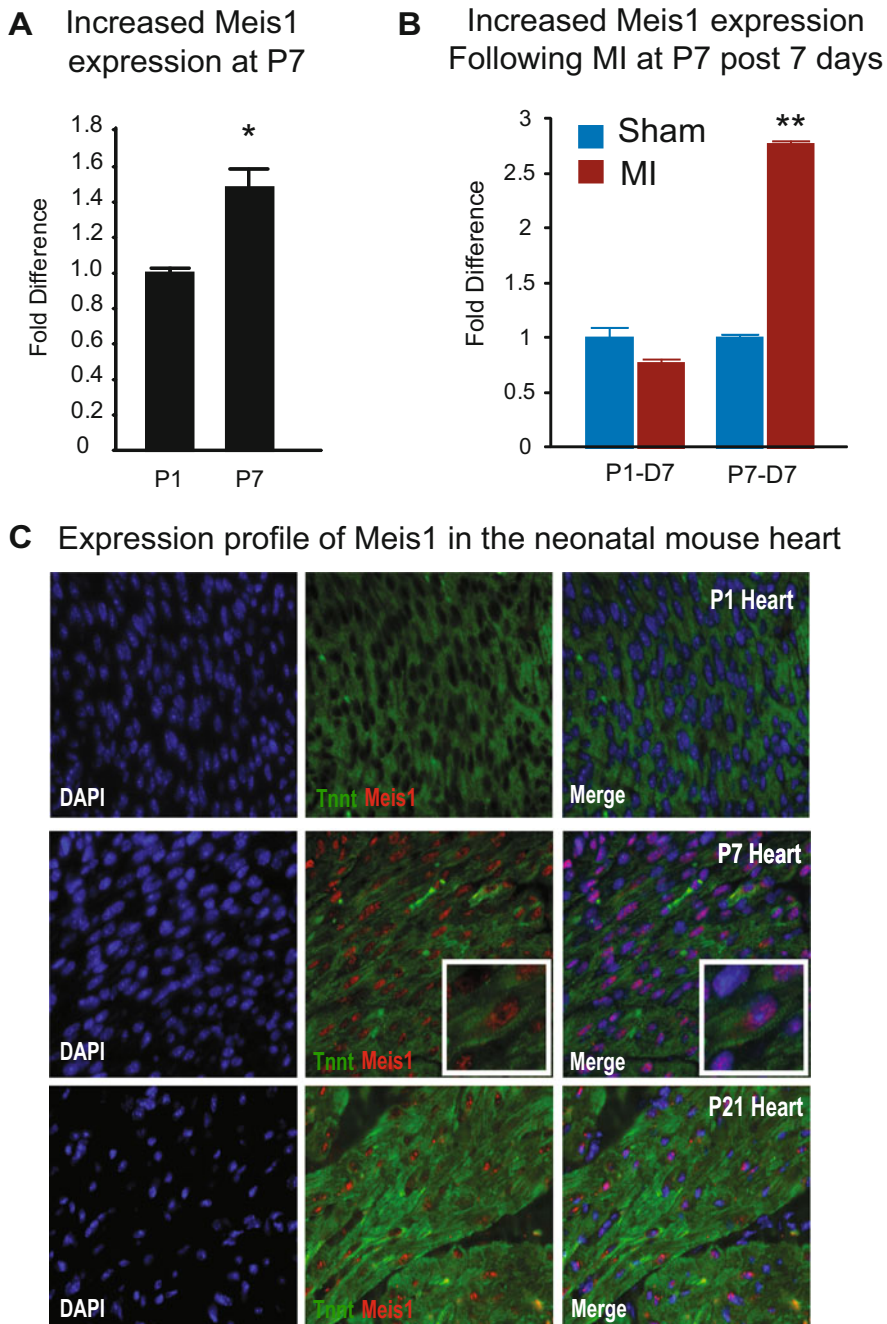 A Increased Meis1
expression at P7
1.8
1.6
1.4
1.2
1.0
0.8
0.6
0.4
0.2
0
Fold Difference
*
P1 P7
B Increased Meis1 expression
Following MI at P7 post 7 days
3
2.5
2
1.5
1
0.5
0
Fold Difference
Sham
MI
**
P1-D7 P7-D7
C Expression profile of Meis1 in the neonatal mouse heart
P1 Heart
DAPI Tnnt Meis1 Merge
P7 Heart
DAPI Tnnt Meis1 Merge
P21 Heart
DAPI Tnnt Meis1 Merge